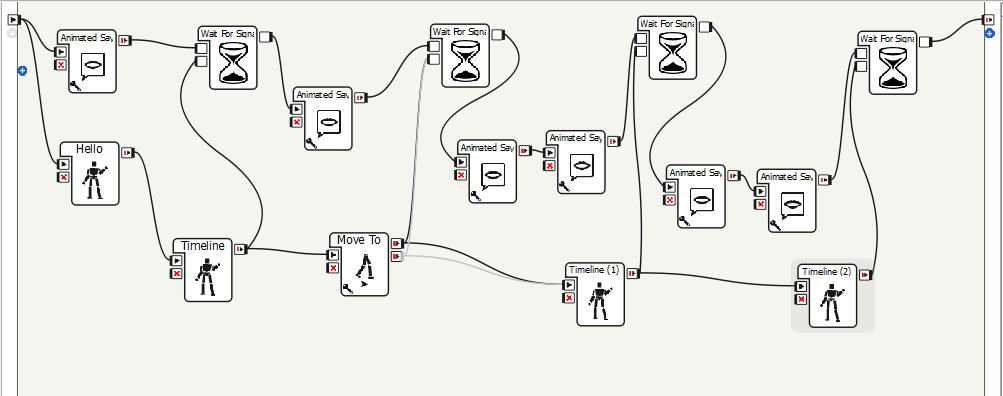 Animated Say
Wait For Signa
Animated Say
Wait For Signa
Animated Say
Animated Say
Wait For Signa
Animated Say
Animated Say
Wait For Signa
Hello
Timeline
Move To
Timeline (1)
Timeline (2)